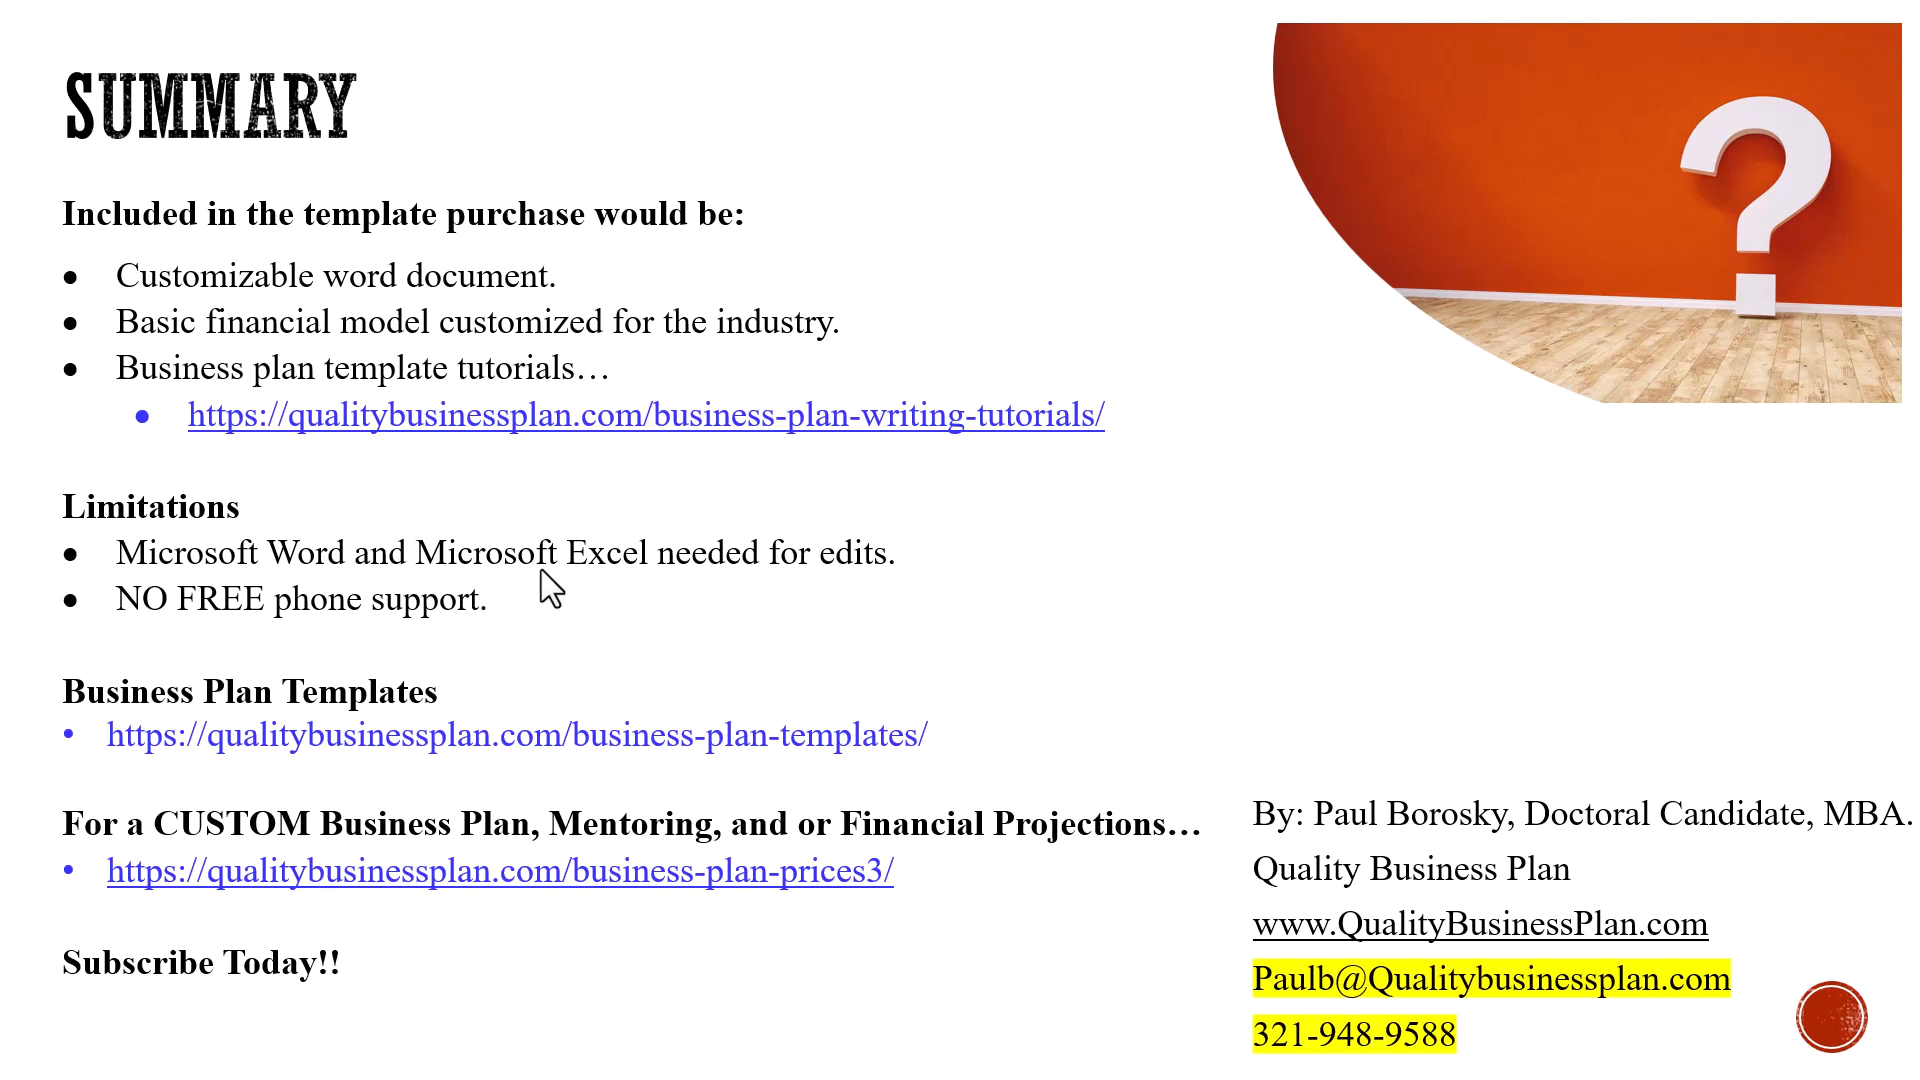 SUMMARY
Included in the template purchase would be:
• Customizable word document.
• Basic financial model customized for the industry.
• Business plan template tutorials…
• https://qualitybusinessplan.com/business-plan-writing-tutorials/
Limitations
• Microsoft Word and Microsoft Excel needed for edits.
• NO FREE phone support.
Business Plan Templates
• https://qualitybusinessplan.com/business-plan-templates/
For a CUSTOM Business Plan, Mentoring, and or Financial Projections…
• https://qualitybusinessplan.com/business-plan-prices3/
Subscribe Today!!
By: Paul Borosky, Doctoral Candidate, MBA.
Quality Business Plan
www.QualityBusinessPlan.com
Paulb@Qualitybusinessplan.com
321-948-9588